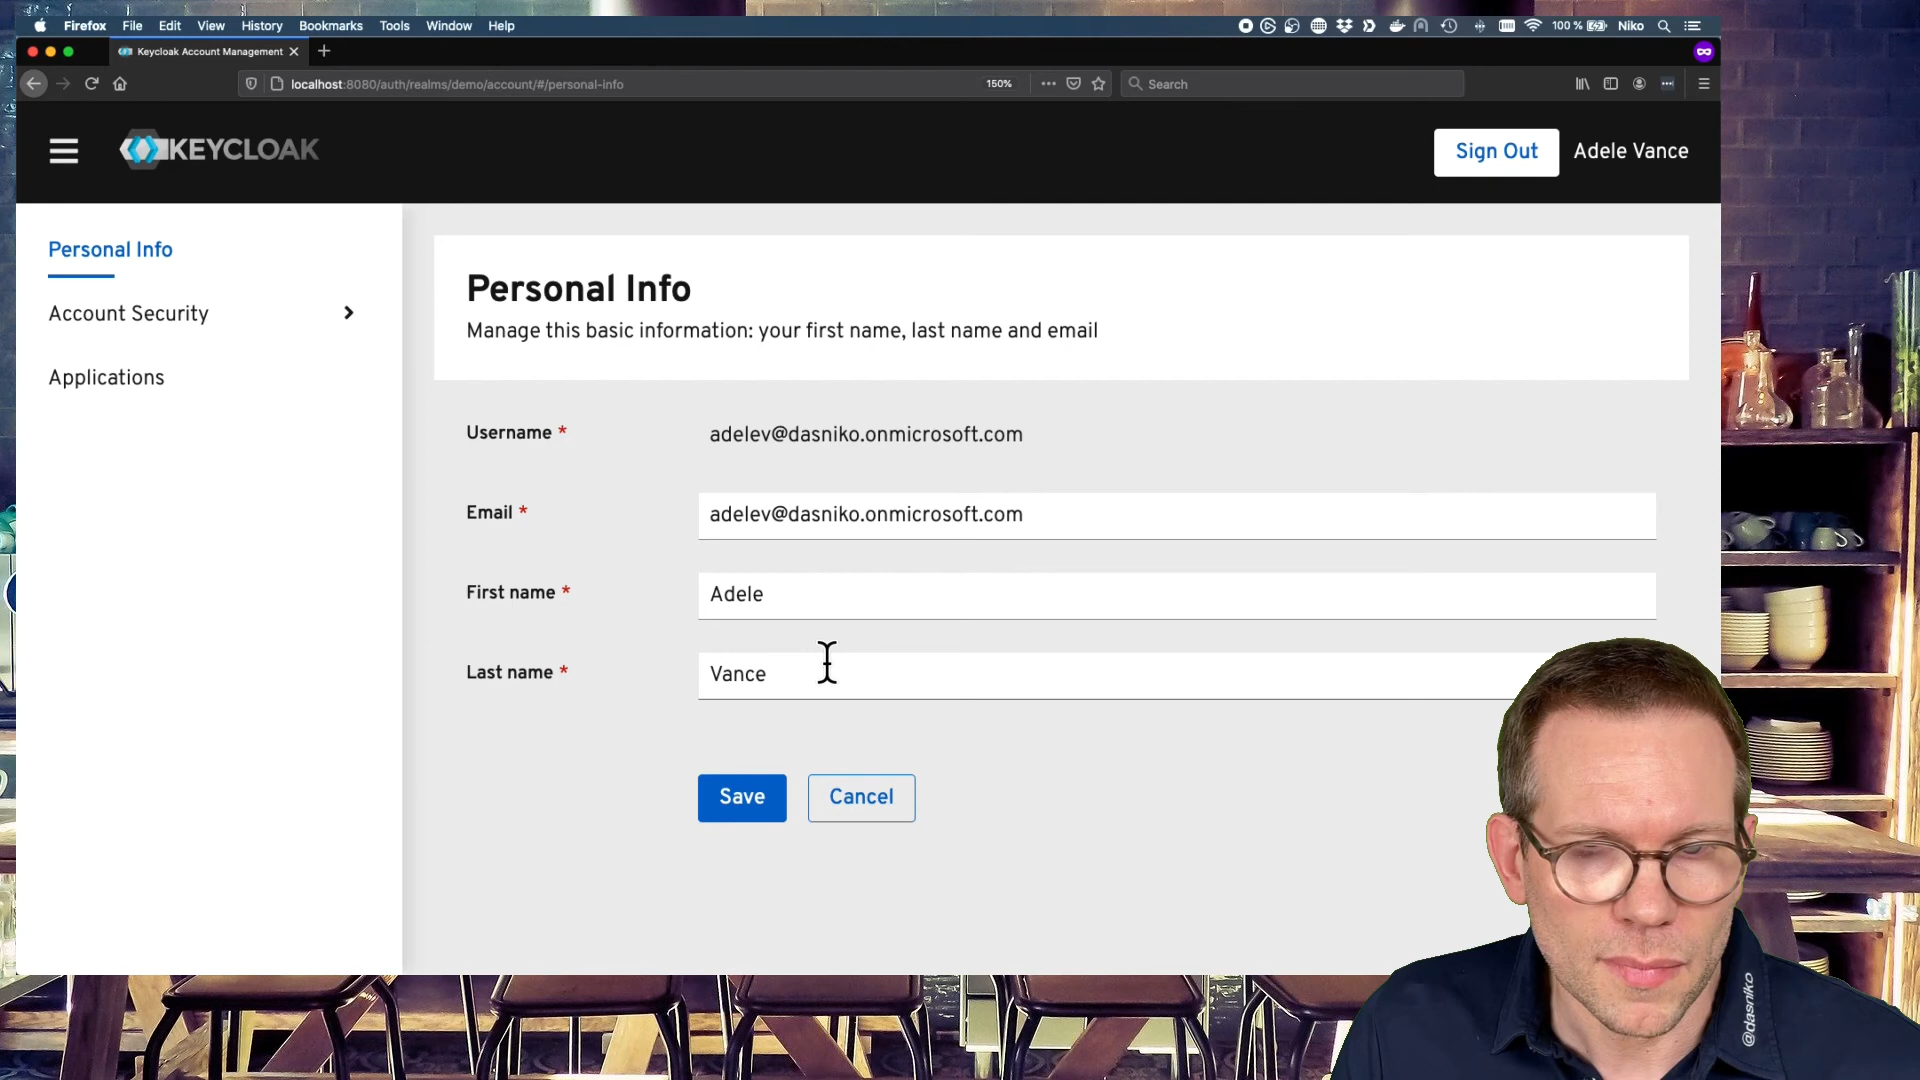 Firefox File Edit View History Bookmarks Tools Window Help 100 % Niko
Keycloak Account Management
localhost:8080/auth/realms/demo/account/#/personal-info 150% Search
KEYCLOAK Sign Out Adele Vance
Personal Info
Account Security
Applications
Personal Info
Manage this basic information: your first name, last name and email
Username * adelev@dasniko.onmicrosoft.com
Email * adelev@dasniko.onmicrosoft.com
First name * Adele
Last name * Vance
Save Cancel
@dasniko